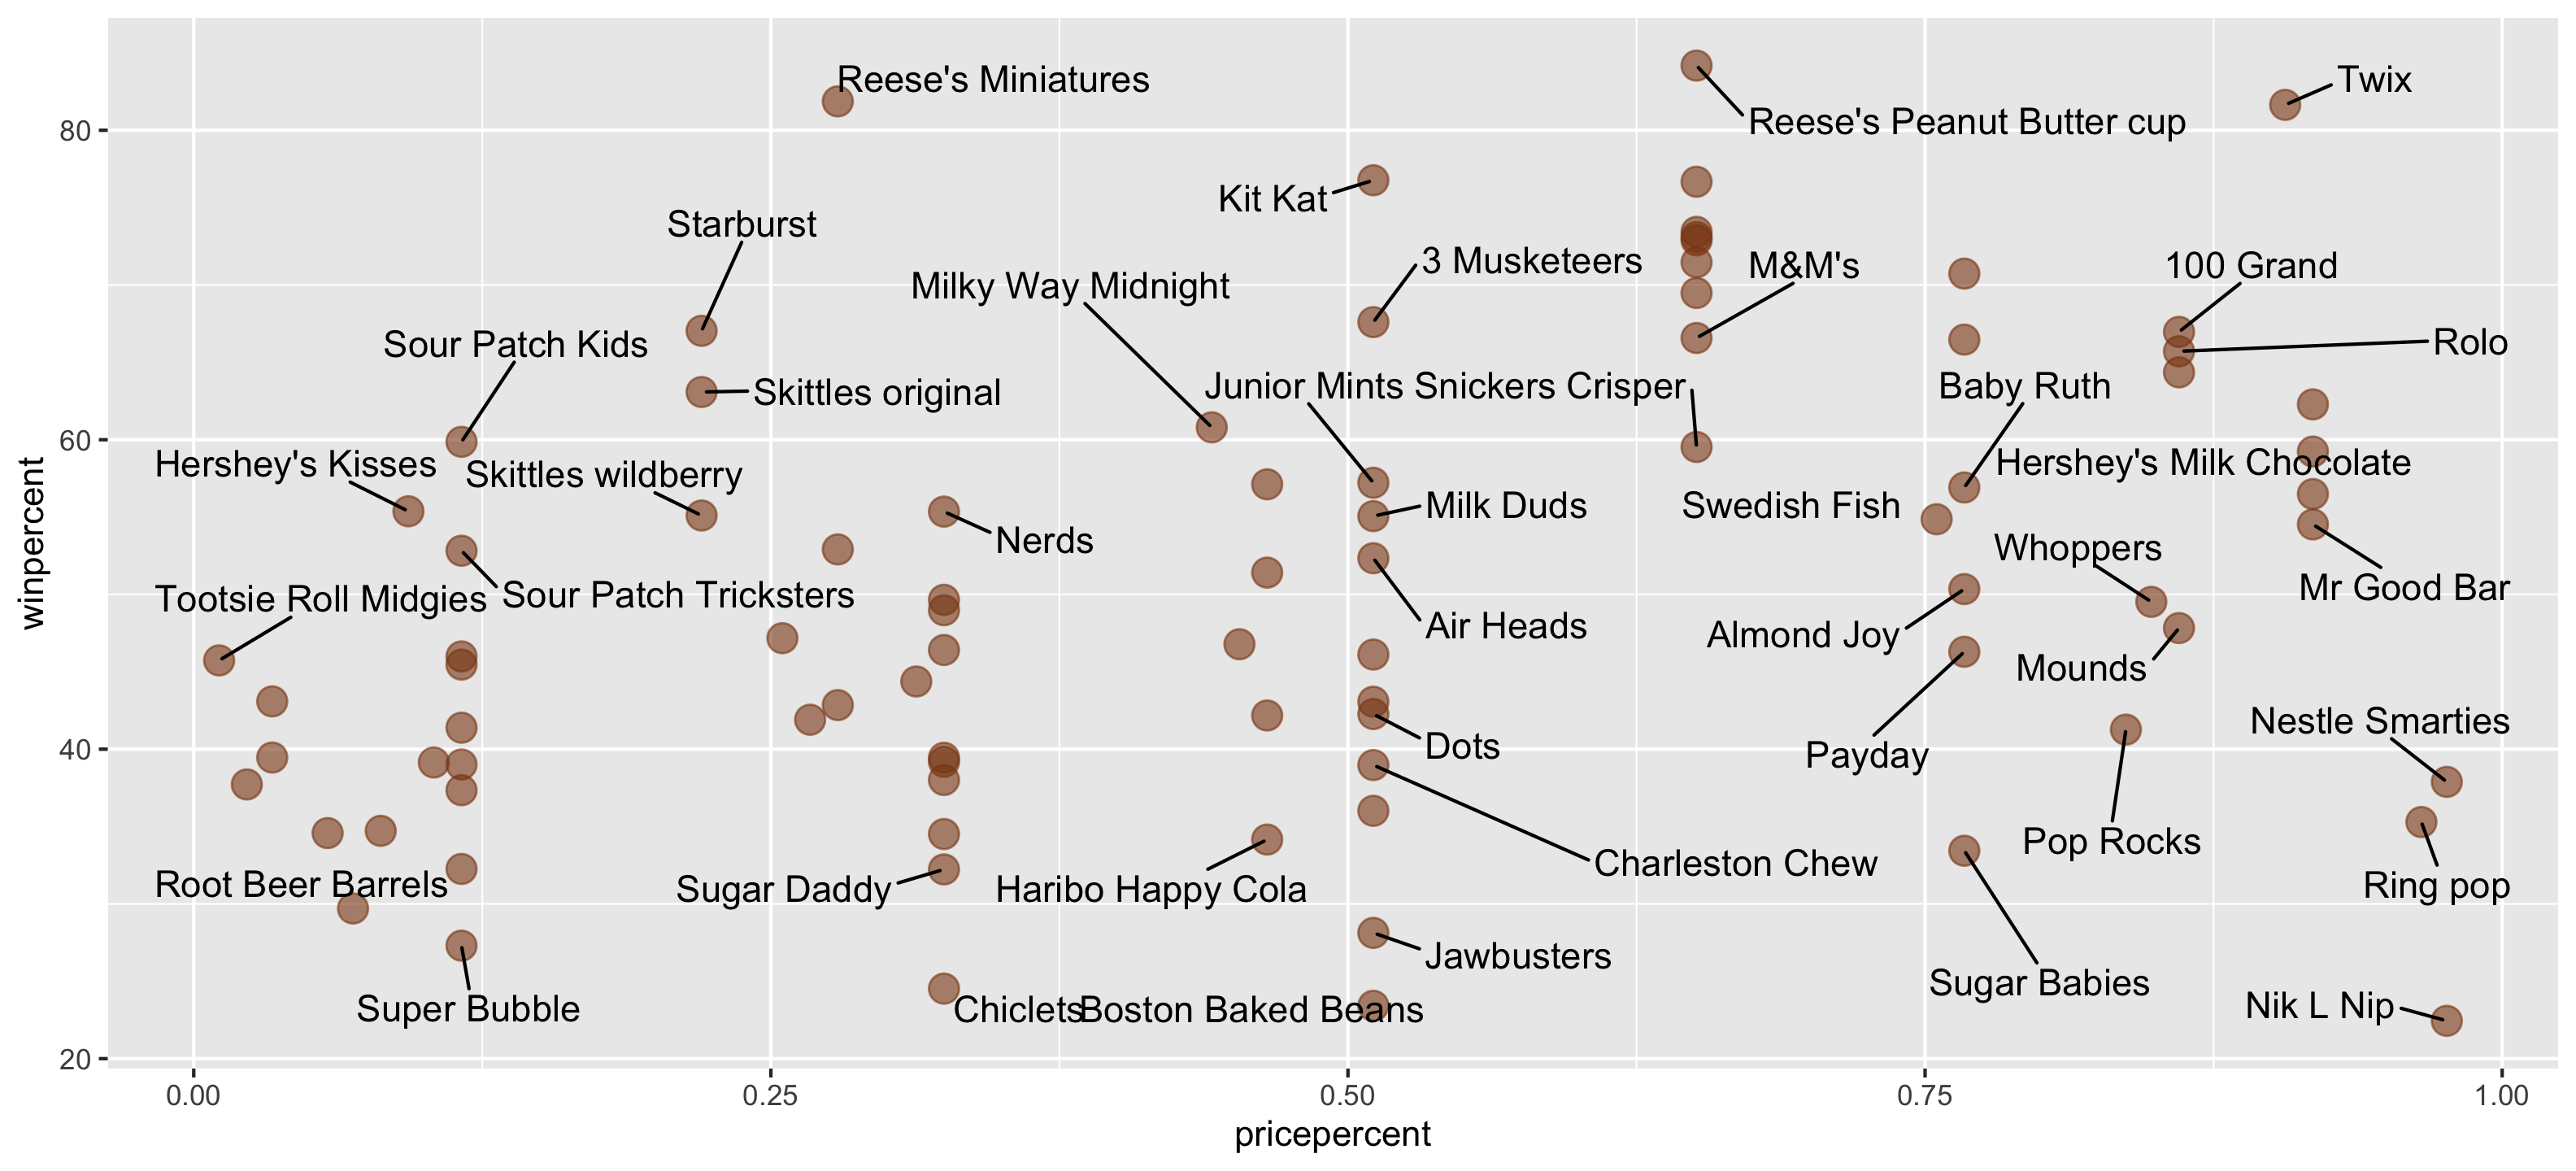 Reese's Miniatures
Twix
Reese's Peanut Butter cup
80
Kit Kat
Starburst
3 Musketeers
M&M's
100 Grand
Milky Way Midnight
Sour Patch Kids
Rolo
Skittles original
Junior Mints
Snickers Crisper
Baby Ruth
60
Hershey's Kisses
Skittles wildberry
Hershey's Milk Chocolate
Milk Duds
Swedish Fish
Nerds
Whoppers
winpercent
Tootsie Roll Midgies
Sour Patch Tricksters
Mr Good Bar
Air Heads
Almond Joy
Mounds
Nestle Smarties
40
Dots
Payday
Pop Rocks
Charleston Chew
Root Beer Barrels
Sugar Daddy
Haribo Happy Cola
Ring pop
Jawbusters
Sugar Babies
Super Bubble
Chiclets
Boston Baked Beans
Nik L Nip
20
0.00
0.25
0.50
0.75
1.00
pricepercent